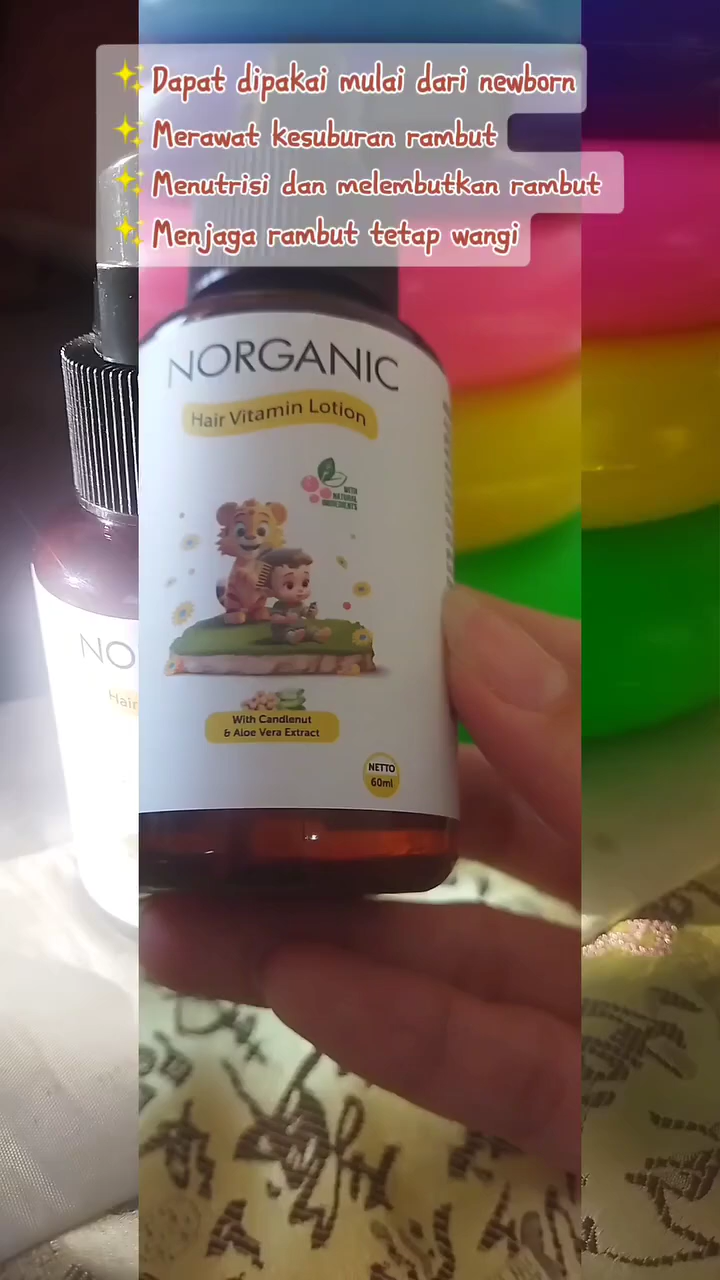 ✨ Dapat dipakai mulai dari newborn
✨ Merawat kesuburan rambut
✨ Menutrisi dan melembutkan rambut
✨ Menjaga rambut tetap wangi
NORGANIC
Hair Vitamin Lotion
WITH
NATURAL
INGREDIENTS
With Candlenut
& Aloe Vera Extract
NETTO
60ml
NO
Hair